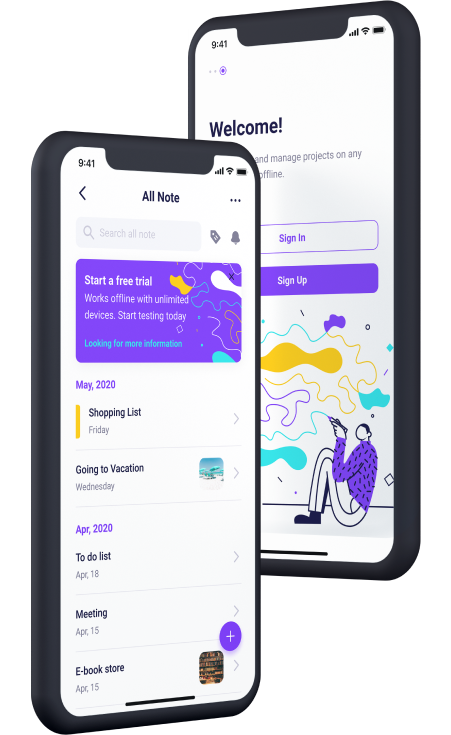 9:41
Welcome!
and manage projects on any
offline.
Sign In
Sign Up
9:41
All Note
Search all note
Start a free trial
Works offline with unlimited
devices. Start testing today
Looking for more information
May, 2020
Shopping List
Friday
Going to Vacation
Wednesday
Apr, 2020
To do list
Apr, 18
Meeting
Apr, 15
E-book store
Apr, 15